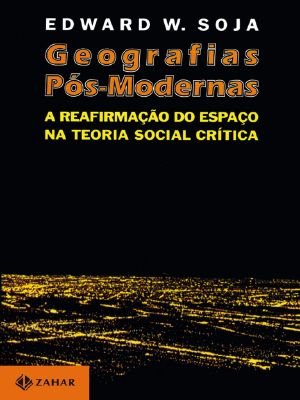 EDWARD W. SOJA
Geografias
Pós-Modernas
A REAFIRMAÇÃO DO ESPAÇO
NA TEORIA SOCIAL CRÍTICA
ZAHAR